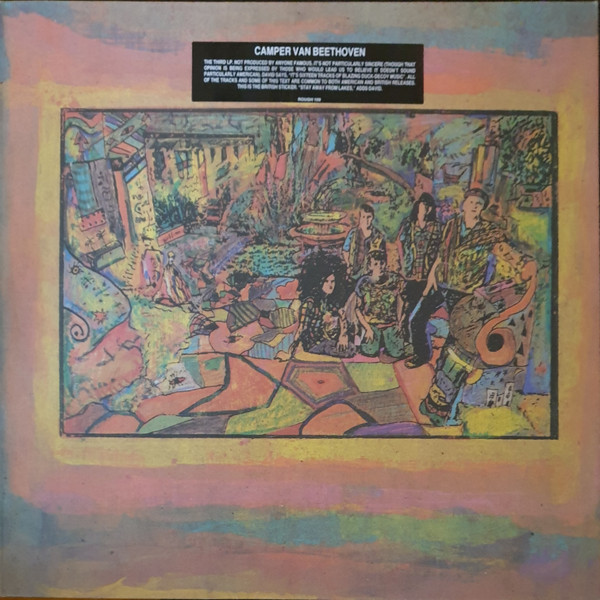 CAMPER VAN BEETHOVEN
THE THIRD LP. NOT PRODUCED BY ANYONE FAMOUS. IT'S NOT PARTICULARLY SINCERE (THOUGH THAT
OPINION IS BEING EXPRESSED BY THOSE WHO WOULD LEAD US TO BELIEVE IT DOESN'T SOUND
PARTICULARLY AMERICAN). DAVID SAYS, "IT'S SIXTEEN TRACKS OF BLAZING DUCK-DECOY MUSIC". ALL
OF THE TRACKS AND SOME OF THIS TEXT ARE COMMON TO BOTH AMERICAN AND BRITISH RELEASES.
THIS IS THE BRITISH STICKER. "STAY AWAY FROM LAKES," ADDS DAVID.
ROUGH 109